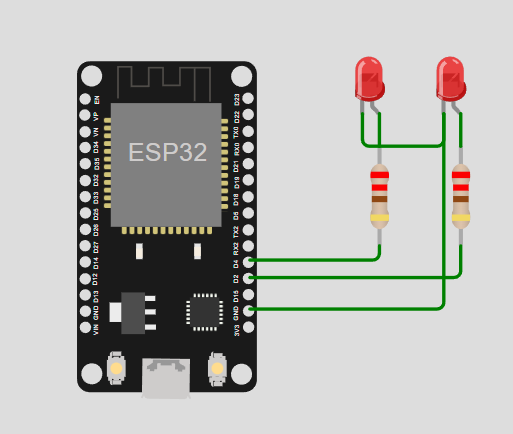 EN
VP
VN
D34
D35
D32
D33
D25
D26
D27
D14
D12
D13
GND
VIN
ESP32
D23
D22
TX0
RX0
D21
D19
D18
D5
TX2
RX2
D4
D2
D15
GND
3V3